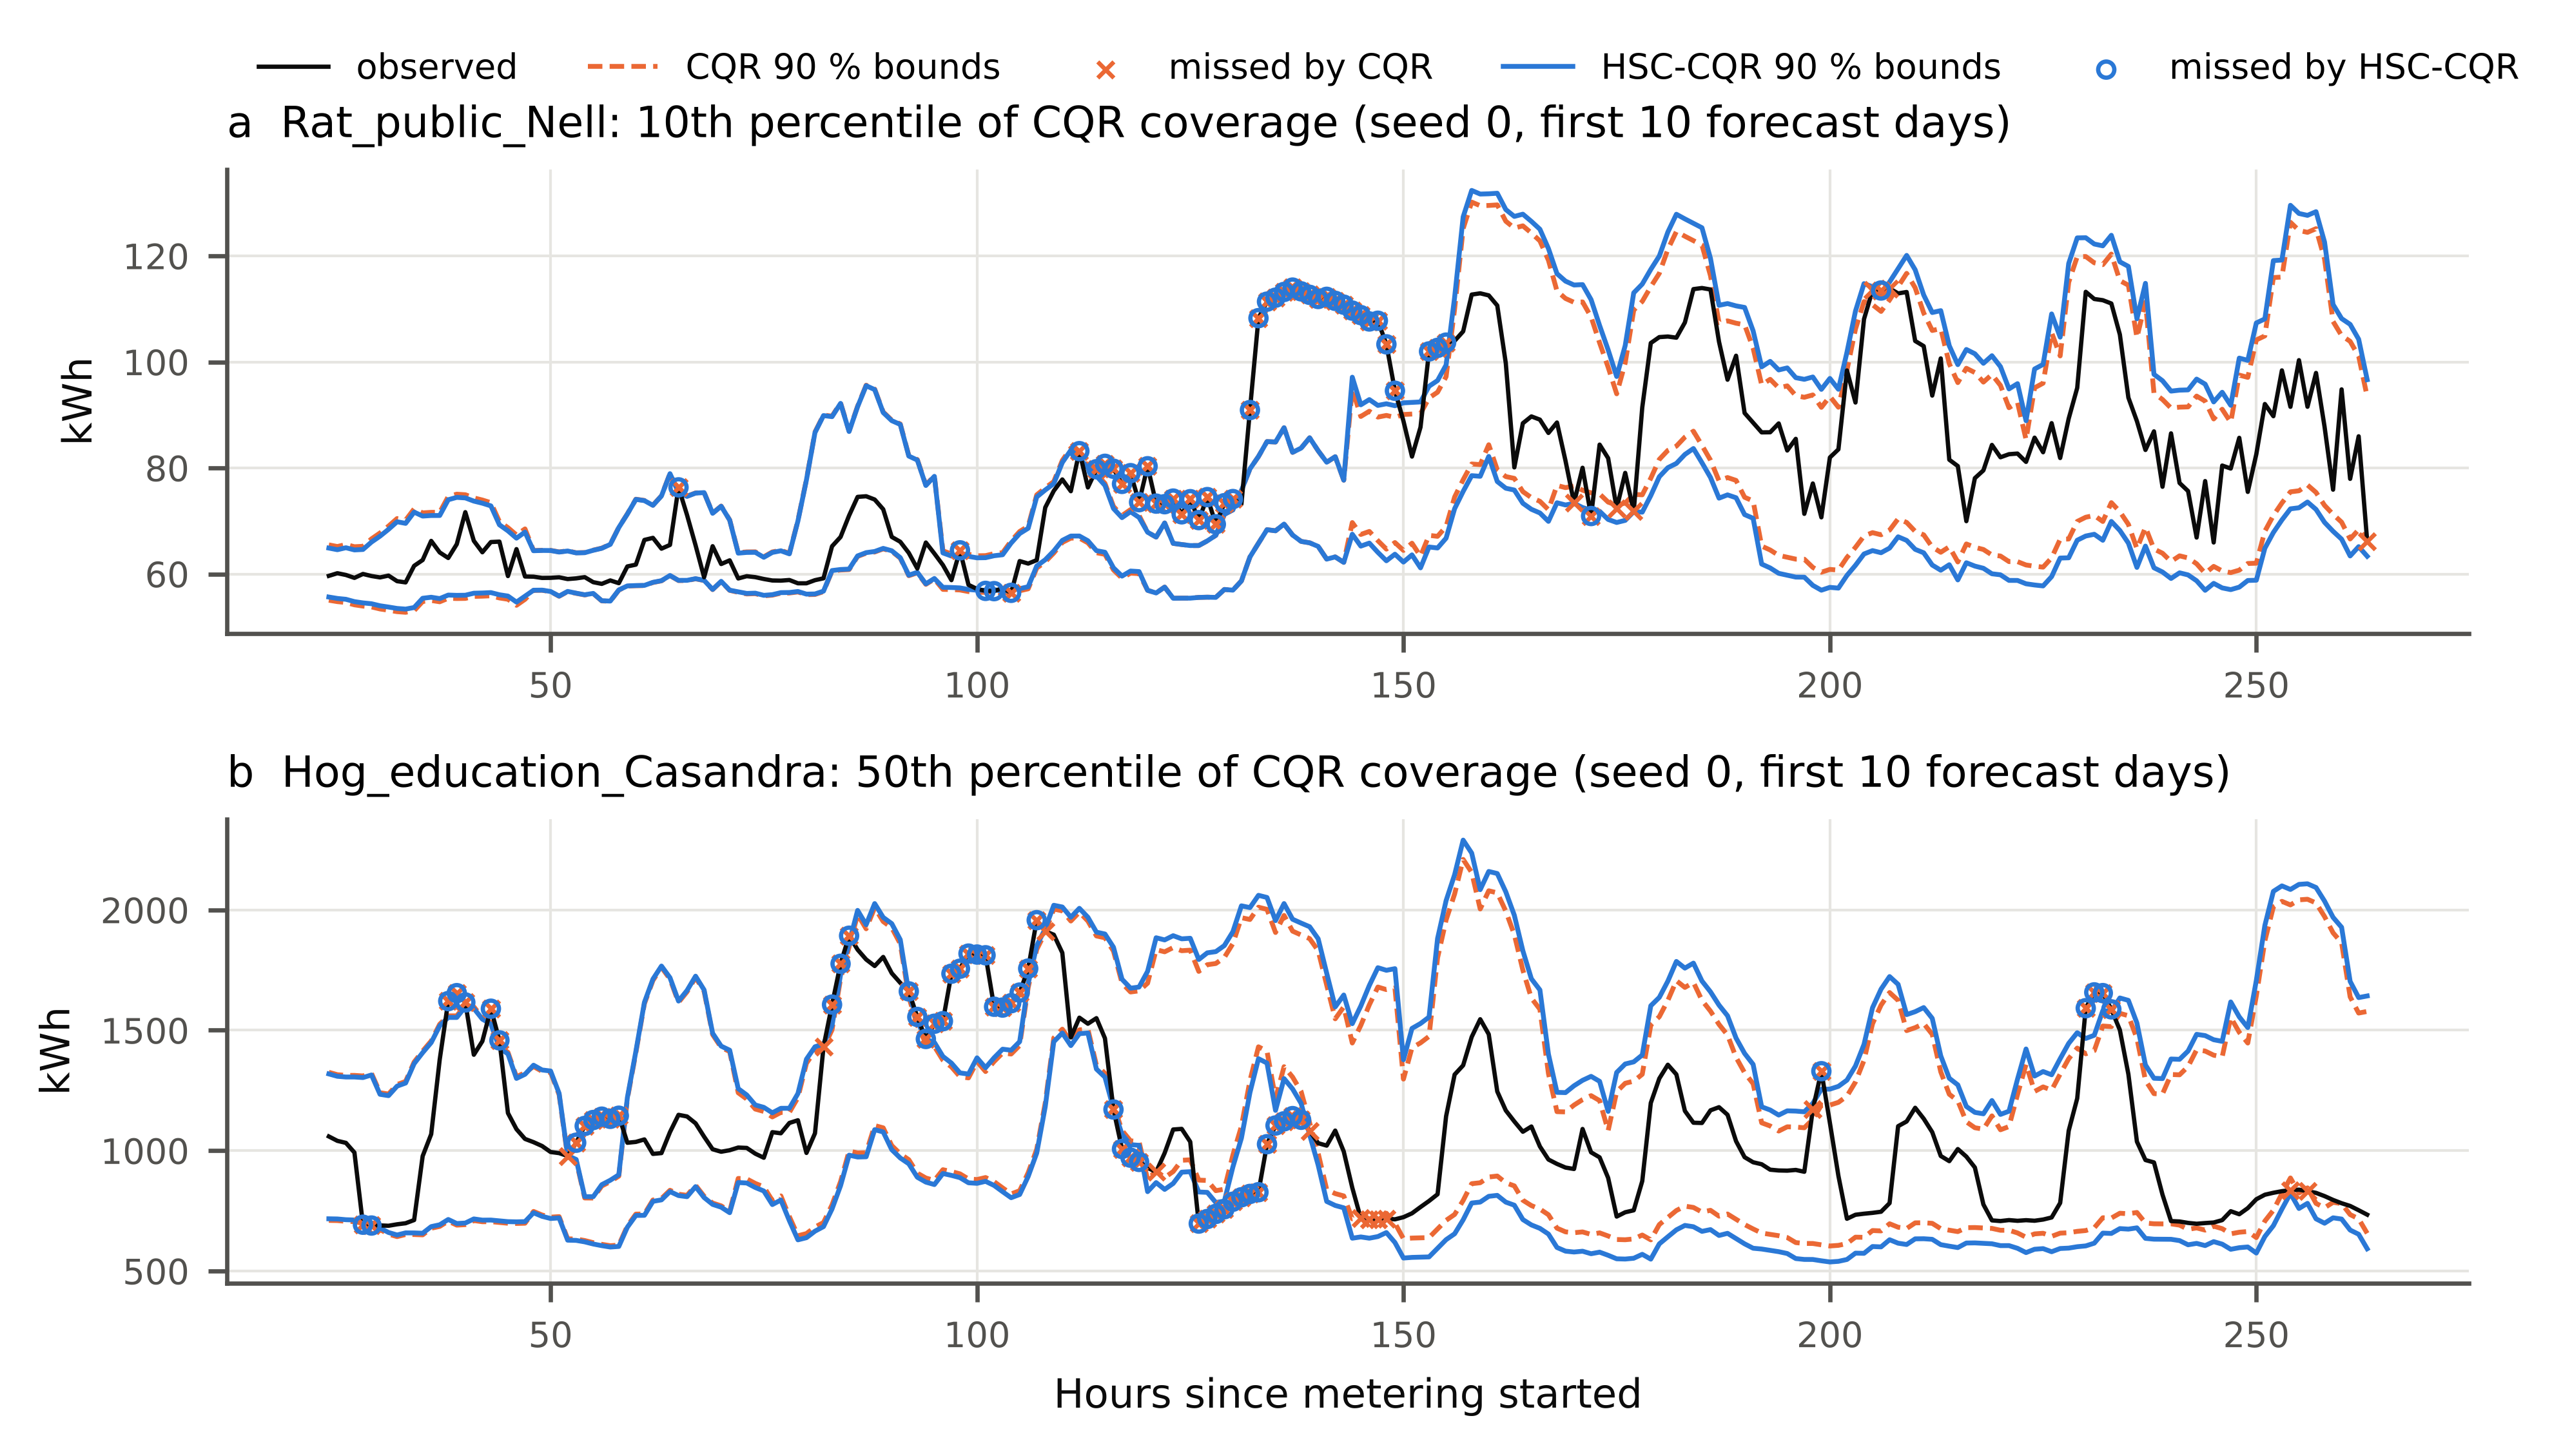 observed CQR 90 % bounds missed by CQR HSC-CQR 90 % bounds missed by HSC-CQR
a Rat_public_Nell: 10th percentile of CQR coverage (seed 0, first 10 forecast days)
120
100
80
60
kWh
50 100 150 200 250
b Hog_education_Casandra: 50th percentile of CQR coverage (seed 0, first 10 forecast days)
2000
1500
1000
500
kWh
50 100 150 200 250
Hours since metering started